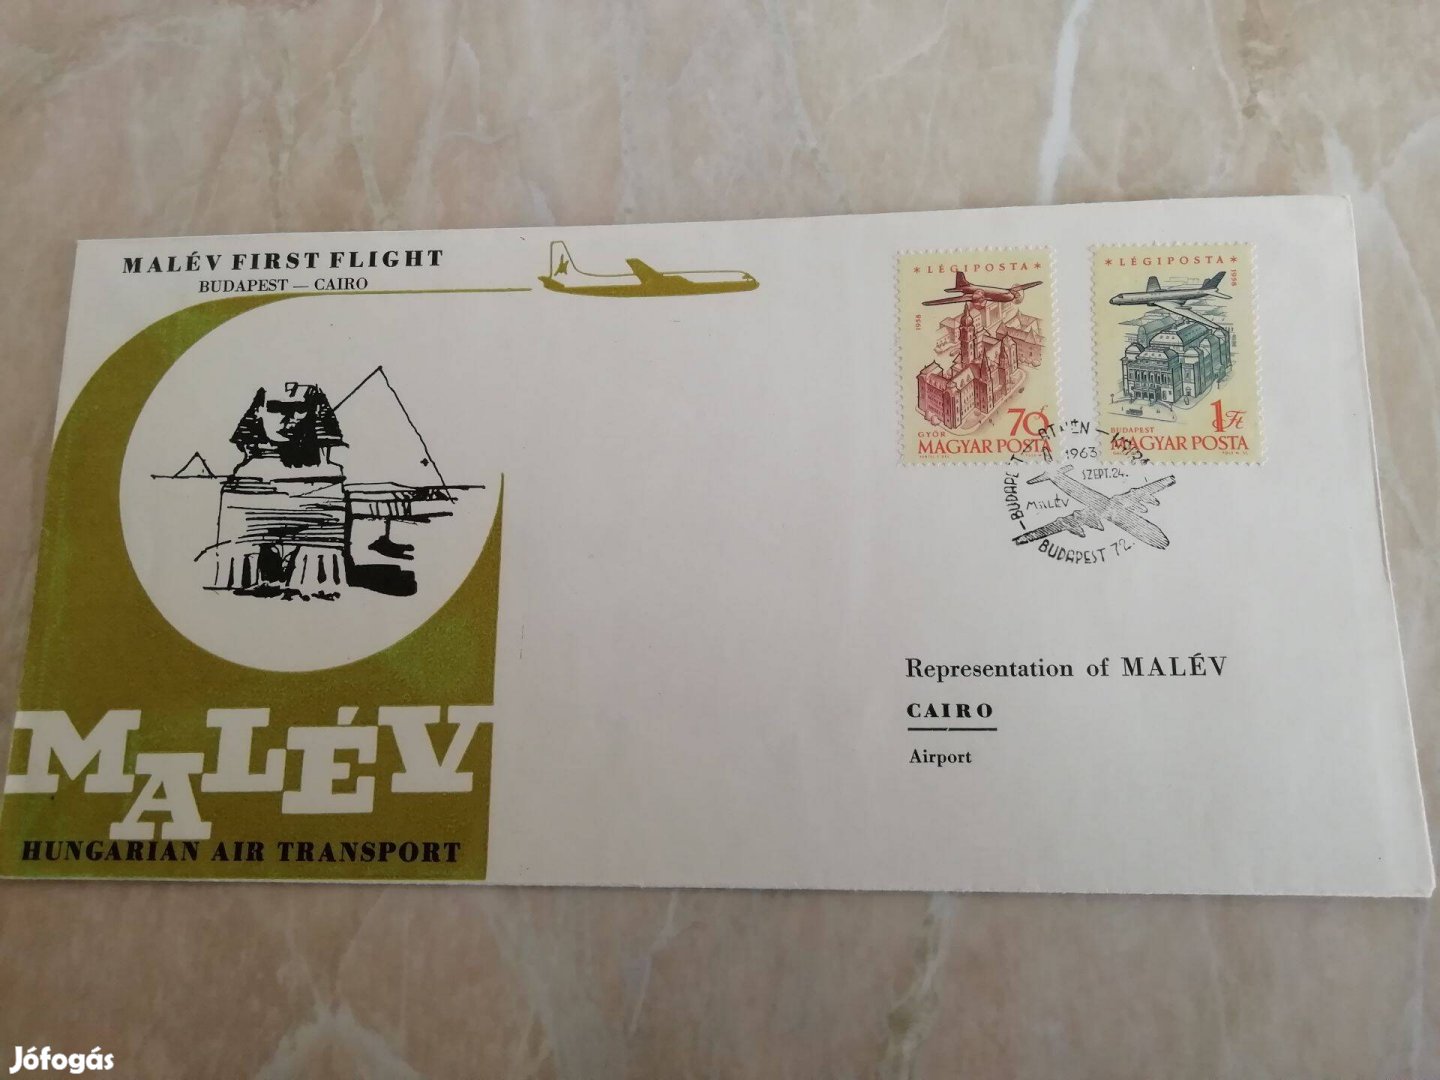 MALÉV FIRST FLIGHT
BUDAPEST — CAIRO
MALÉV
HUNGARIAN AIR TRANSPORT
* LÉGIPOSTA *
1958
GYŐR
70
MAGYAR POSTA
* LÉGIPOSTA *
1958
BUDAPEST
1 Ft
MAGYAR POSTA
1963
SZEPT. 24.
MALÉV
BUDAPEST 72.
Representation of MALÉV
CAIRO
Airport
Jófogás